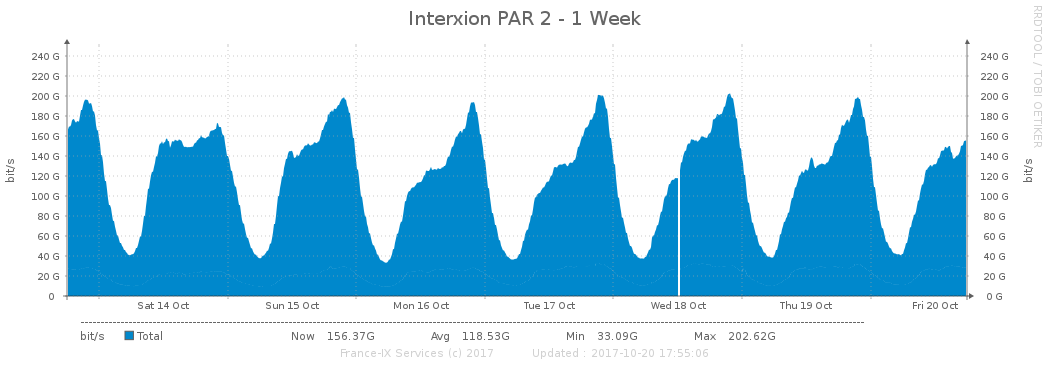 Interxion PAR 2 - 1 Week
RRDTOOL / TOBI OETIKER
240 G 240 G
220 G 220 G
200 G 200 G
180 G 180 G
160 G 160 G
140 G 140 G
120 G 120 G
100 G 100 G
80 G 80 G
60 G 60 G
40 G 40 G
20 G 20 G
0 0 G
bit/s bit/s
Sat 14 Oct Sun 15 Oct Mon 16 Oct Tue 17 Oct Wed 18 Oct Thu 19 Oct Fri 20 Oct
bit/s Total Now 156.37G Avg 118.53G Min 33.09G Max 202.62G
France-IX Services (c) 2017 Updated : 2017-10-20 17:55:06